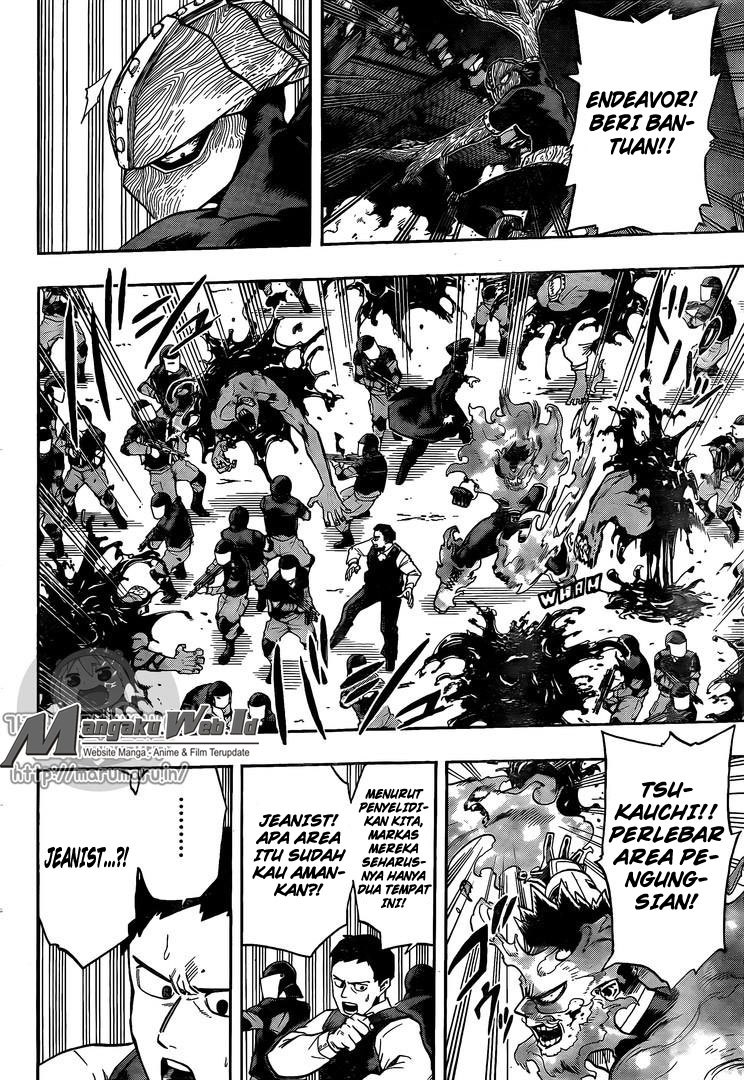 ENDEAVOR!
BERI BAN-
TUAN!!
WHAM
TSU-
KAUCHI!!
PERLEBAR
AREA PE-
NGUNG-
SIAN!
MENURUT
PENYELIDI-
KAN KITA,
MARKAS
MEREKA
SEHARUS-
NYA HANYA
DUA TEMPAT
INI!
JEANIST!
APA AREA
ITU SUDAH
KAU AMAN-
KAN?!
JEANIST...?!
Mangaku Web Id
Website Manga - Anime & Film Terupdate
http://marumaru.in/